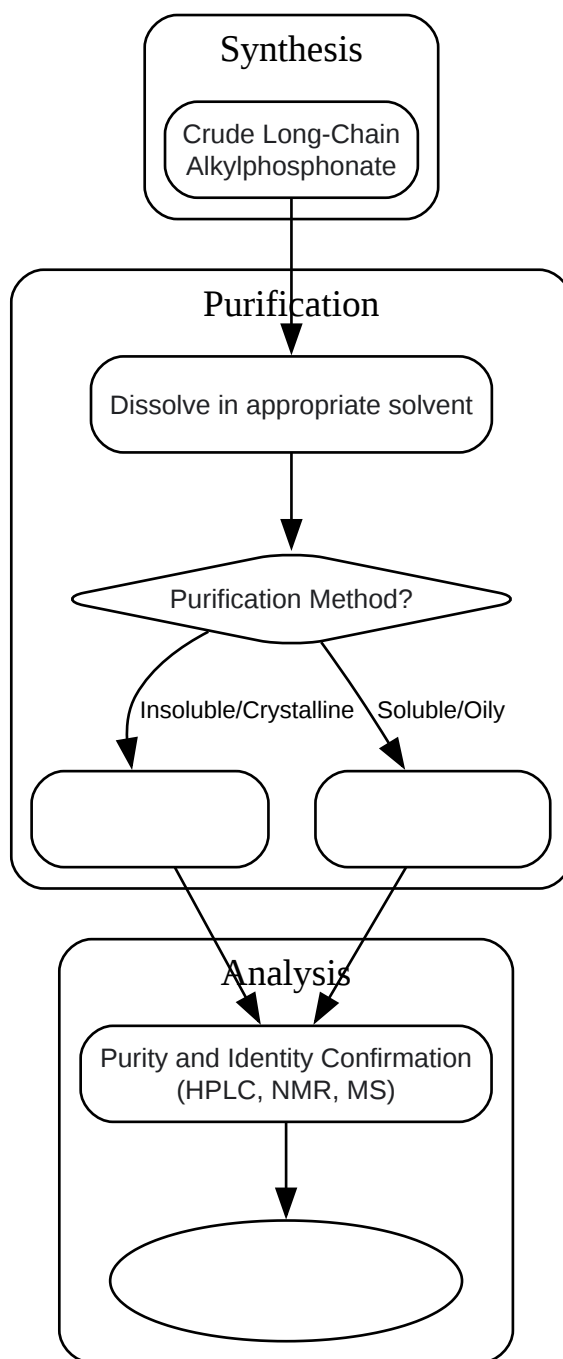 Synthesis
Crude Long-Chain
Alkylphosphonate
Purification
Dissolve in appropriate solvent
Purification Method?
Insoluble/Crystalline
Soluble/Oily
Analysis
Purity and Identity Confirmation
(HPLC, NMR, MS)